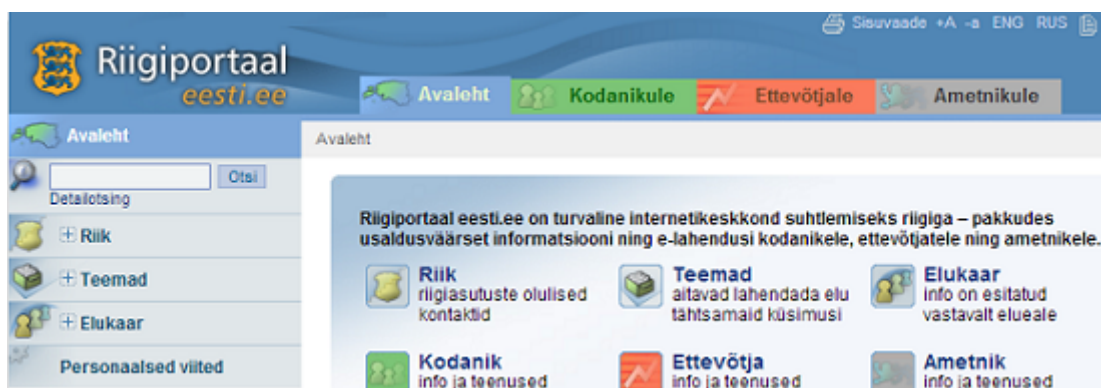 Sisuvaade +A -a ENG RUS
Riigiportaal
eesti.ee
Avaleht Kodanikule Ettevõtjale Ametnikule
Avaleht
Avaleht
Otsi
Detailotsing
Riik
Teemad
Elukaar
Personaalsed viited
Riigiportaal eesti.ee on turvaline internetikeskkond suhtlemiseks riigiga – pakkudes
usaldusväärset informatsiooni ning e-lahendusi kodanikele, ettevõtjatele ning ametnikele.
Riik
riigiasutuste olulised
kontaktid
Teemad
aitavad lahendada elu
tähtsamaid küsimusi
Elukaar
info on esitatud
vastavalt elueale
Kodanik
info ja teenused
Ettevõtja
info ja teenused
Ametnik
info ja teenused